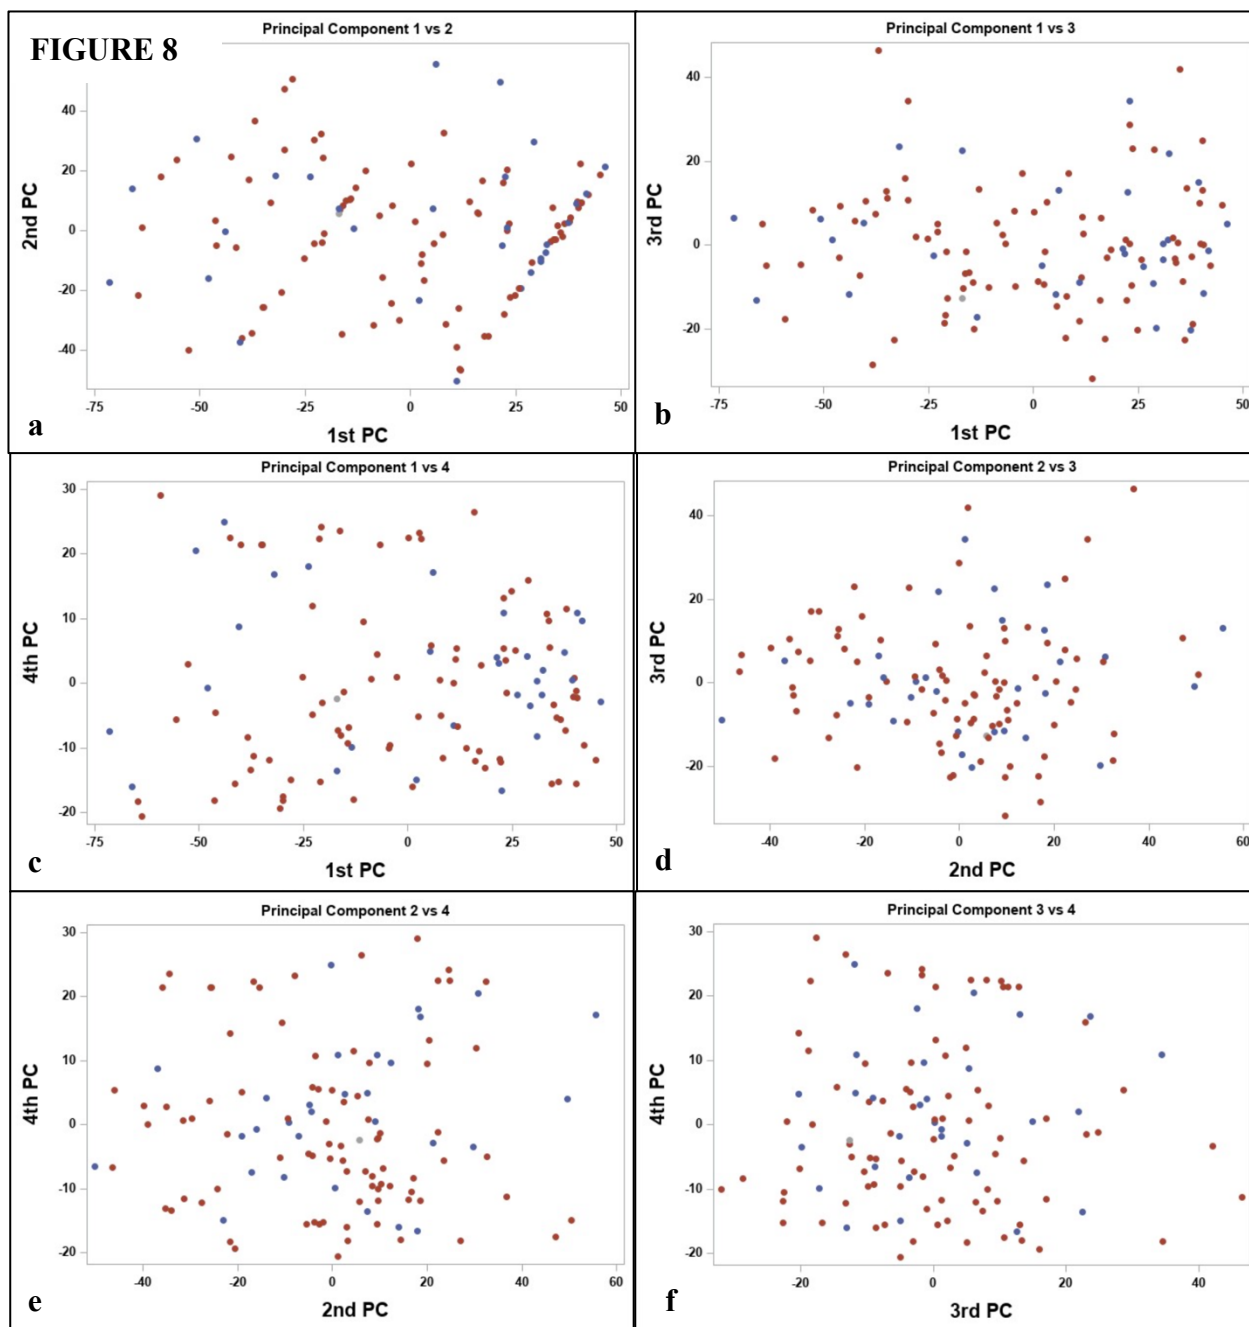 FIGURE 8
Principal Component 1 vs 2
2nd PC
40
20
0
-20
-40
-75
-50
-25
0
25
50
1st PC
a
Principal Component 1 vs 3
3rd PC
40
20
0
-20
-75
-50
-25
0
25
50
1st PC
b
Principal Component 1 vs 4
4th PC
30
20
10
0
-10
-20
-75
-50
-25
0
25
50
1st PC
c
Principal Component 2 vs 3
3rd PC
40
20
0
-20
-40
-20
0
20
40
60
2nd PC
d
Principal Component 2 vs 4
4th PC
30
20
10
0
-10
-20
-40
-20
0
20
40
60
2nd PC
e
Principal Component 3 vs 4
4th PC
30
20
10
0
-10
-20
-20
0
20
40
3rd PC
f